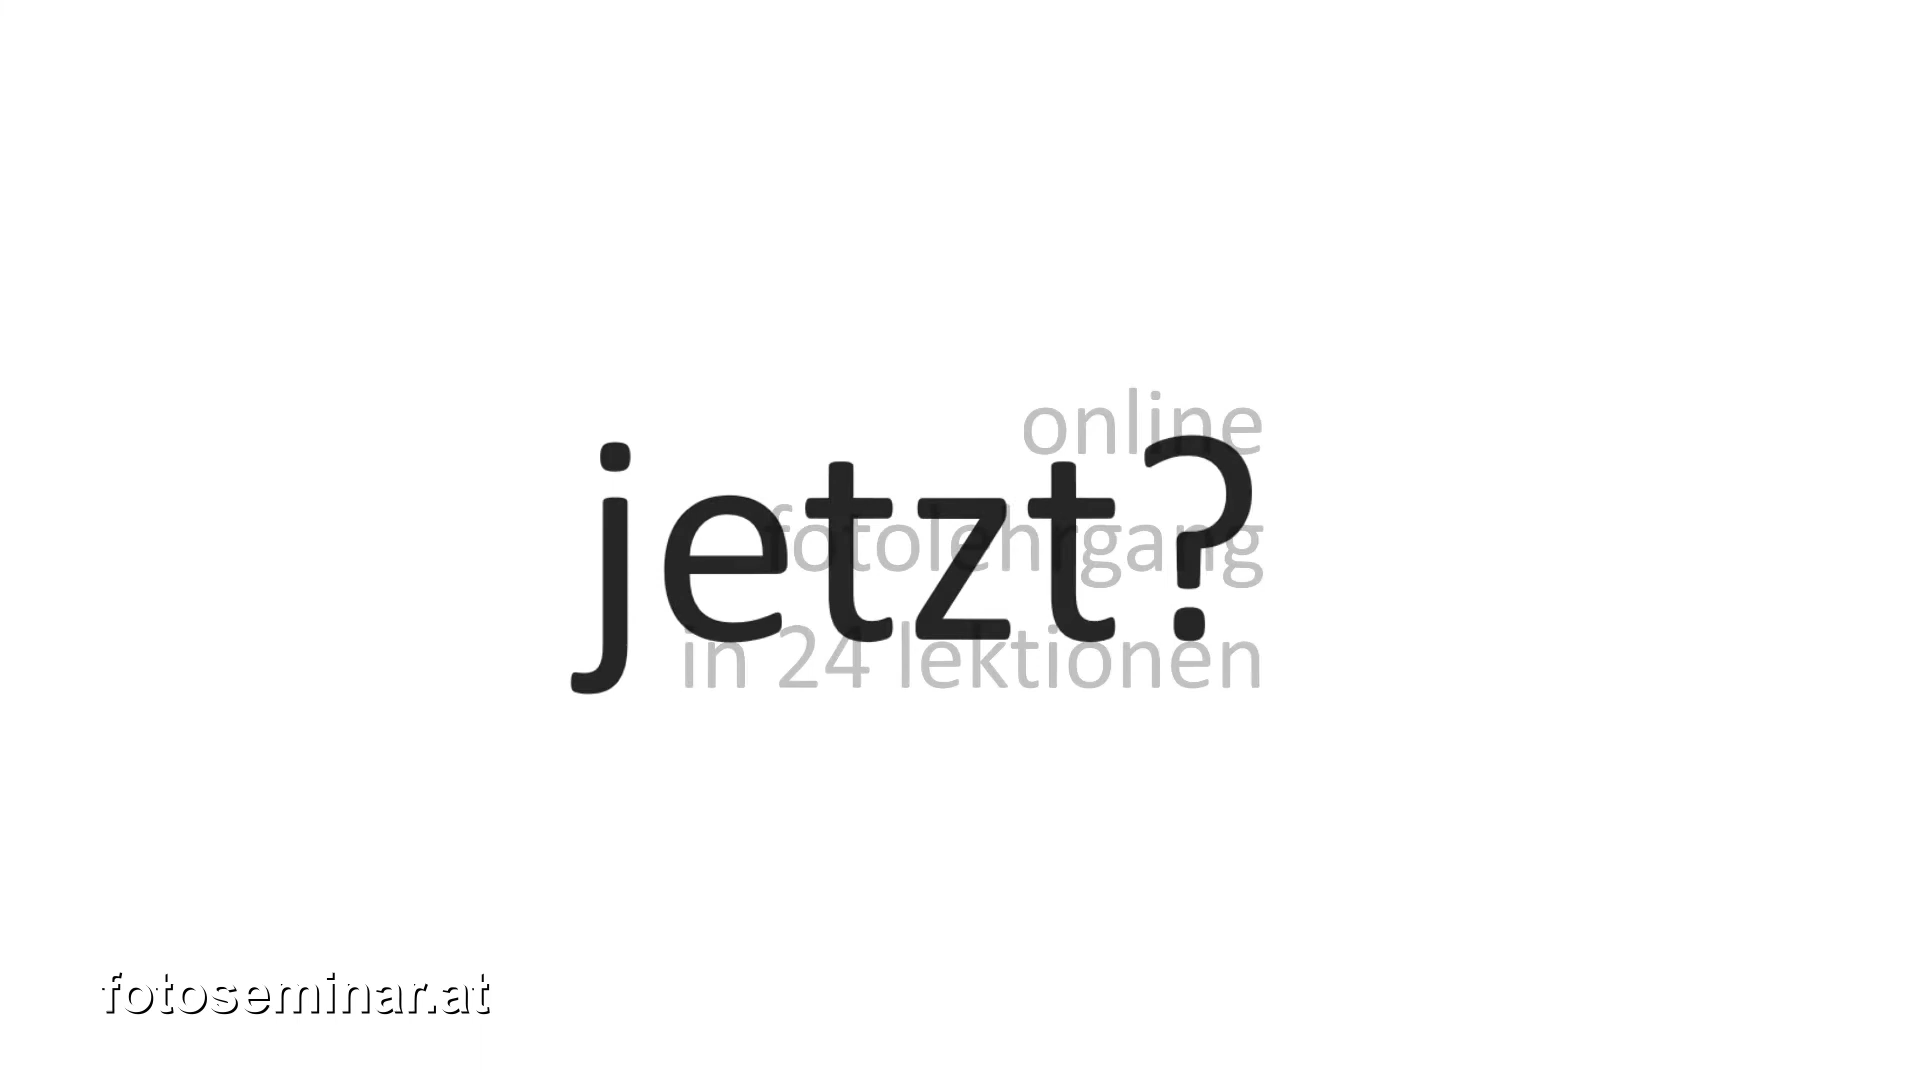 jetzt?
online
fotolehrgang
in 24 lektionen
fotoseminar.at